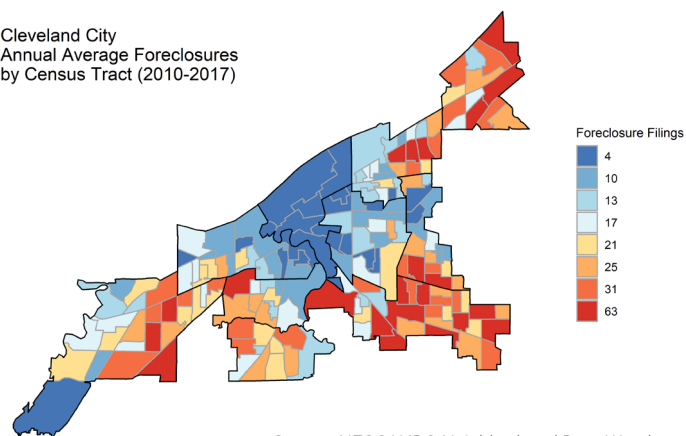 Cleveland City
Annual Average Foreclosures
by Census Tract (2010-2017)
Foreclosure Filings
4
10
13
17
21
25
31
63